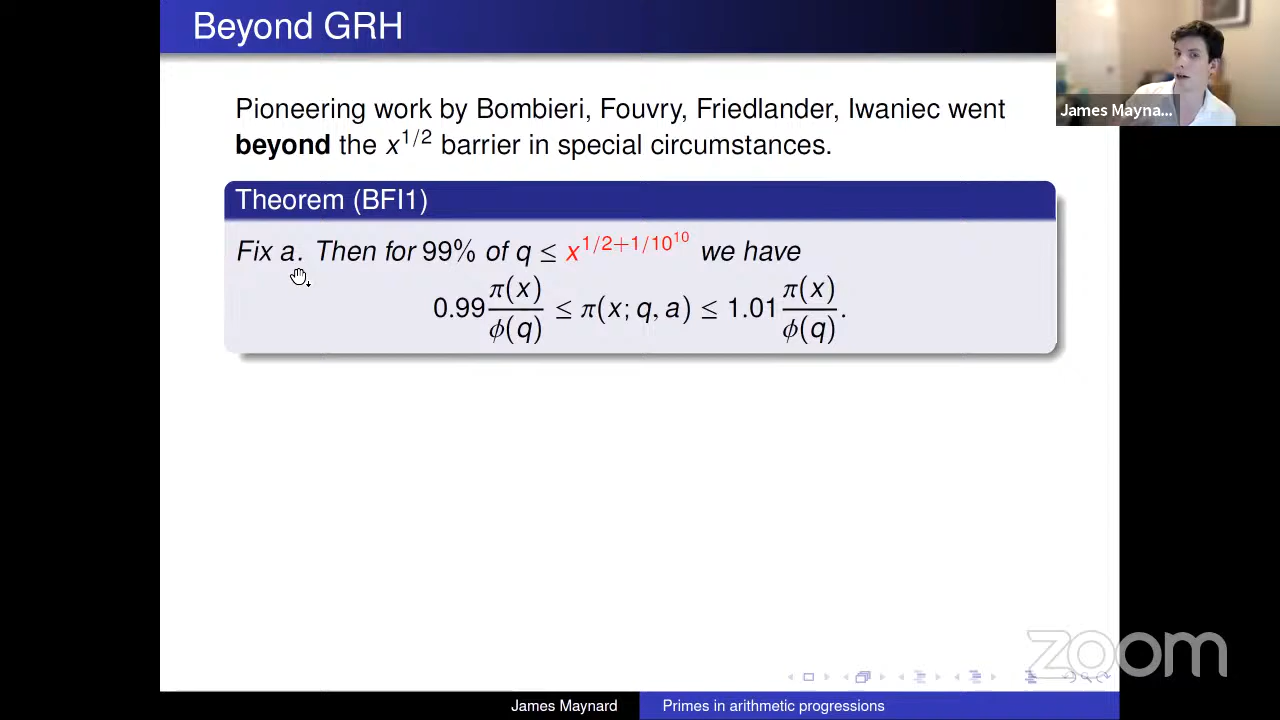 Beyond GRH
James Mayna...
Pioneering work by Bombieri, Fouvry, Friedlander, Iwaniec went
beyond the x^{1/2} barrier in special circumstances.
Theorem (BFI1)
Fix a. Then for 99% of q ≤ x^{1/2+1/10^{10}} we have
0.99 π(x)/ϕ(q) ≤ π(x; q, a) ≤ 1.01 π(x)/ϕ(q).
zoom
James Maynard Primes in arithmetic progressions